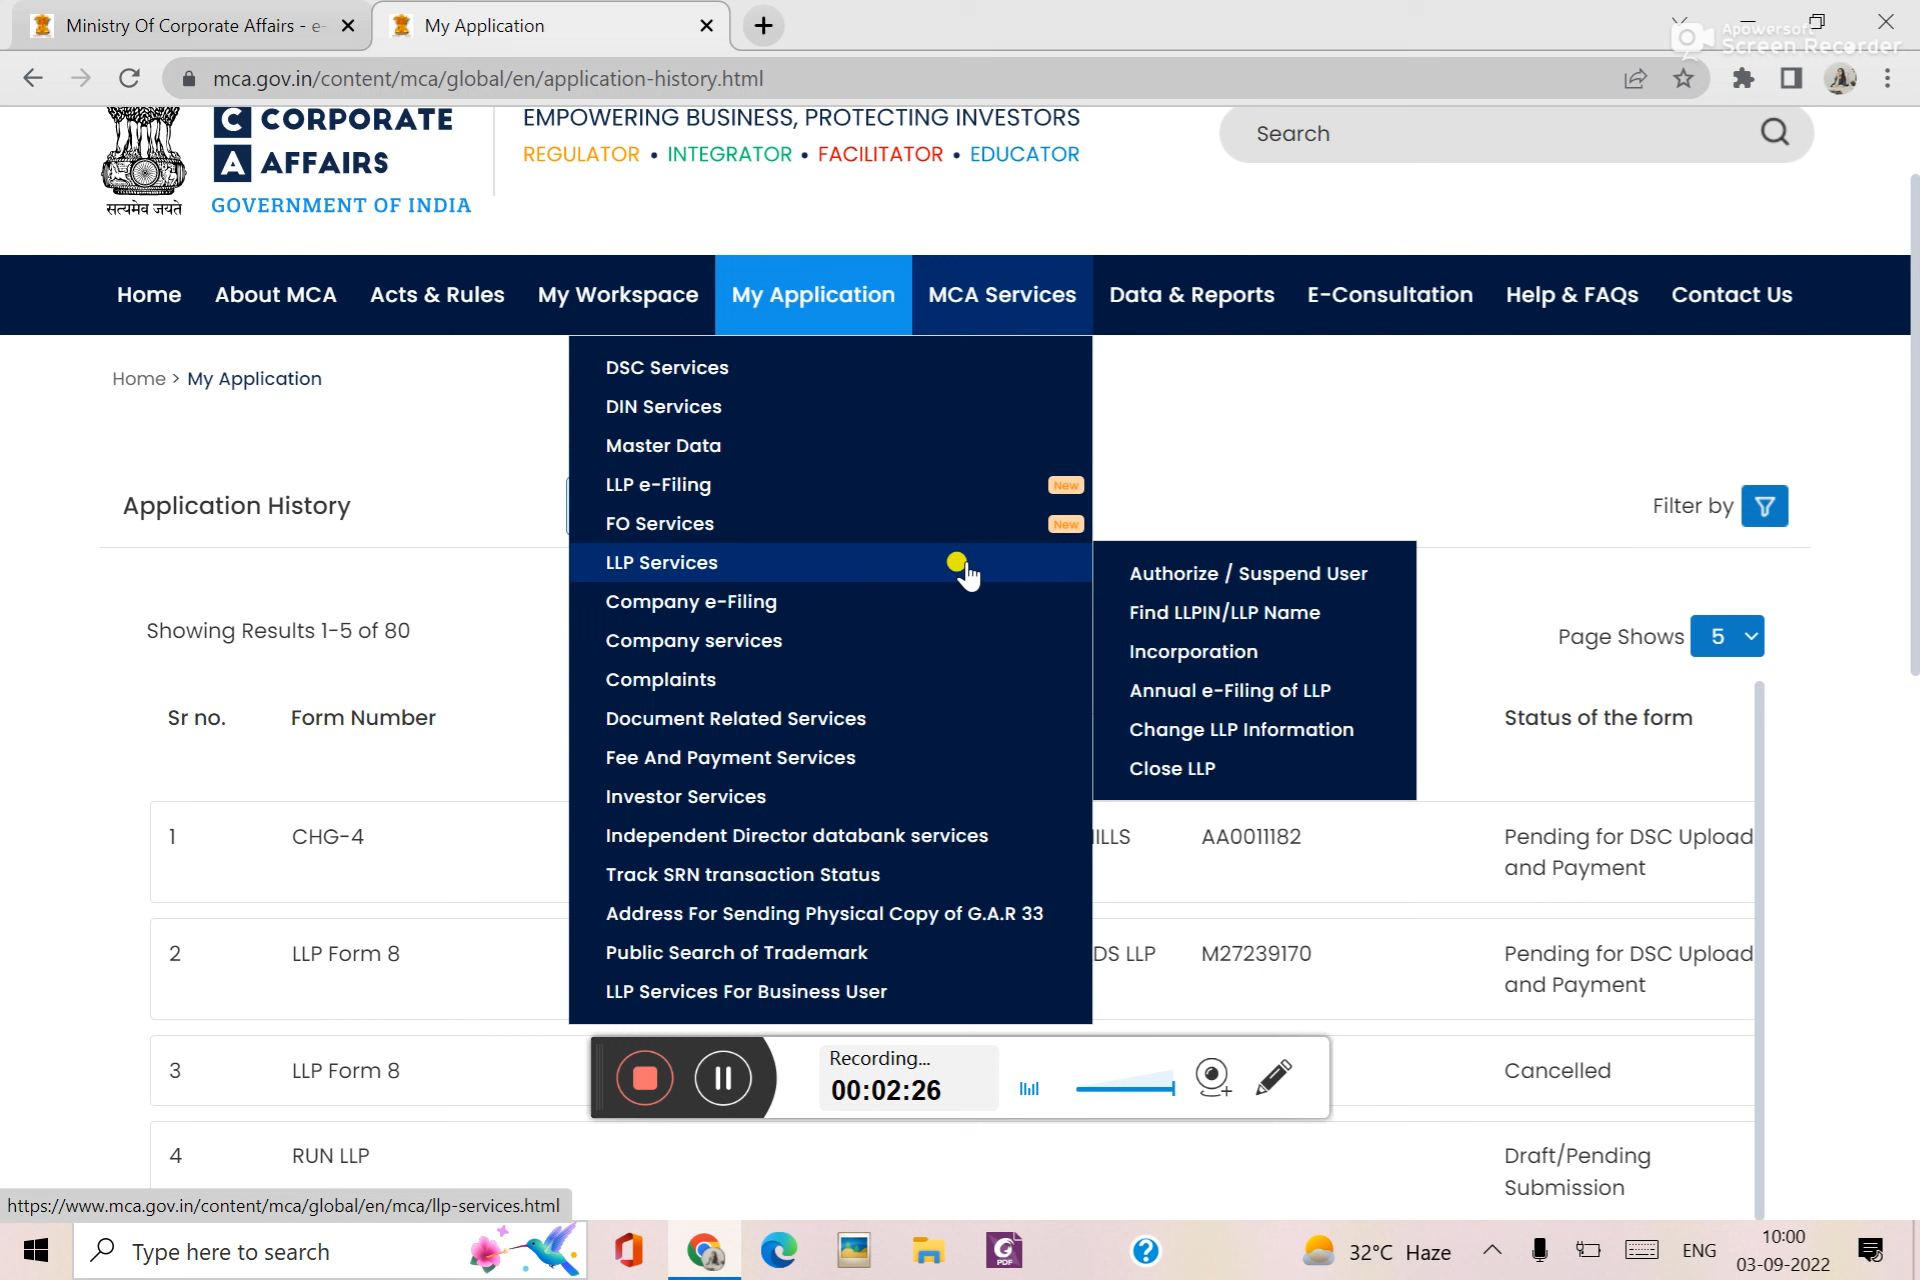 Ministry Of Corporate Affairs - e-
My Application
Apowersoft
Screen Recorder
mca.gov.in/content/mca/global/en/application-history.html
C CORPORATE
A AFFAIRS
GOVERNMENT OF INDIA
सत्यमेव जयते
EMPOWERING BUSINESS, PROTECTING INVESTORS
REGULATOR • INTEGRATOR • FACILITATOR • EDUCATOR
Search
Home About MCA Acts & Rules My Workspace My Application MCA Services Data & Reports E-Consultation Help & FAQs Contact Us
Home > My Application
DSC Services
DIN Services
Master Data
LLP e-Filing New
FO Services New
LLP Services
Company e-Filing
Company services
Complaints
Document Related Services
Fee And Payment Services
Investor Services
Independent Director databank services
Track SRN transaction Status
Address For Sending Physical Copy of G.A.R 33
Public Search of Trademark
LLP Services For Business User
Authorize / Suspend User
Find LLPIN/LLP Name
Incorporation
Annual e-Filing of LLP
Change LLP Information
Close LLP
Application History
Filter by
Showing Results 1-5 of 80
Page Shows 5
Sr no. Form Number Status of the form
1 CHG-4 ILLS AA0011182 Pending for DSC Upload
and Payment
2 LLP Form 8 DS LLP M27239170 Pending for DSC Upload
and Payment
3 LLP Form 8 Cancelled
4 RUN LLP Draft/Pending
Submission
Recording...
00:02:26
https://www.mca.gov.in/content/mca/global/en/mca/llp-services.html
Type here to search
PDF
32°C Haze
ENG
10:00
03-09-2022